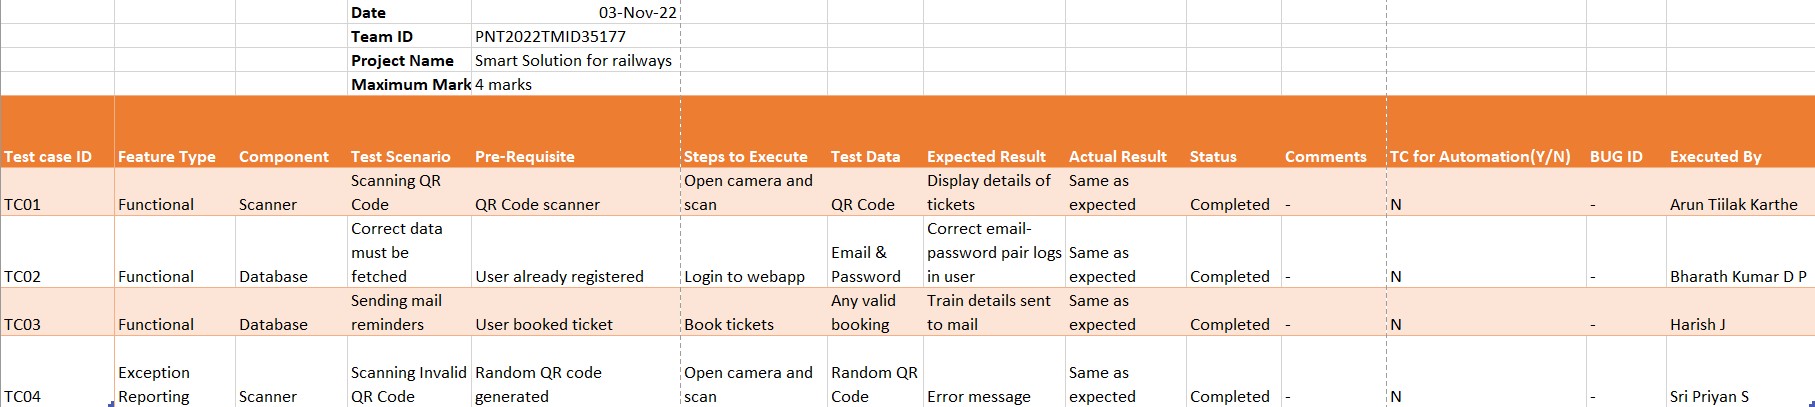 Date 03-Nov-22
Team ID PNT2022TMID35177
Project Name Smart Solution for railways
Maximum Mark 4 marks
Test case ID Feature Type Component Test Scenario Pre-Requisite Steps to Execute Test Data Expected Result Actual Result Status Comments TC for Automation(Y/N) BUG ID Executed By
Scanning QR Open camera and Display details of Same as
TC01 Functional Scanner Code QR Code scanner scan QR Code tickets expected Completed - N - Arun Tiilak Karthe
Correct data Correct email-
must be Email & password pair logs Same as
TC02 Functional Database fetched User already registered Login to webapp Password in user expected Completed - N - Bharath Kumar D P
Sending mail Any valid Train details sent Same as
TC03 Functional Database reminders User booked ticket Book tickets booking to mail expected Completed - N - Harish J
Exception Scanning Invalid Random QR code Open camera and Random QR Same as
TC04 Reporting Scanner QR Code generated scan Code Error message expected Completed - N - Sri Priyan S